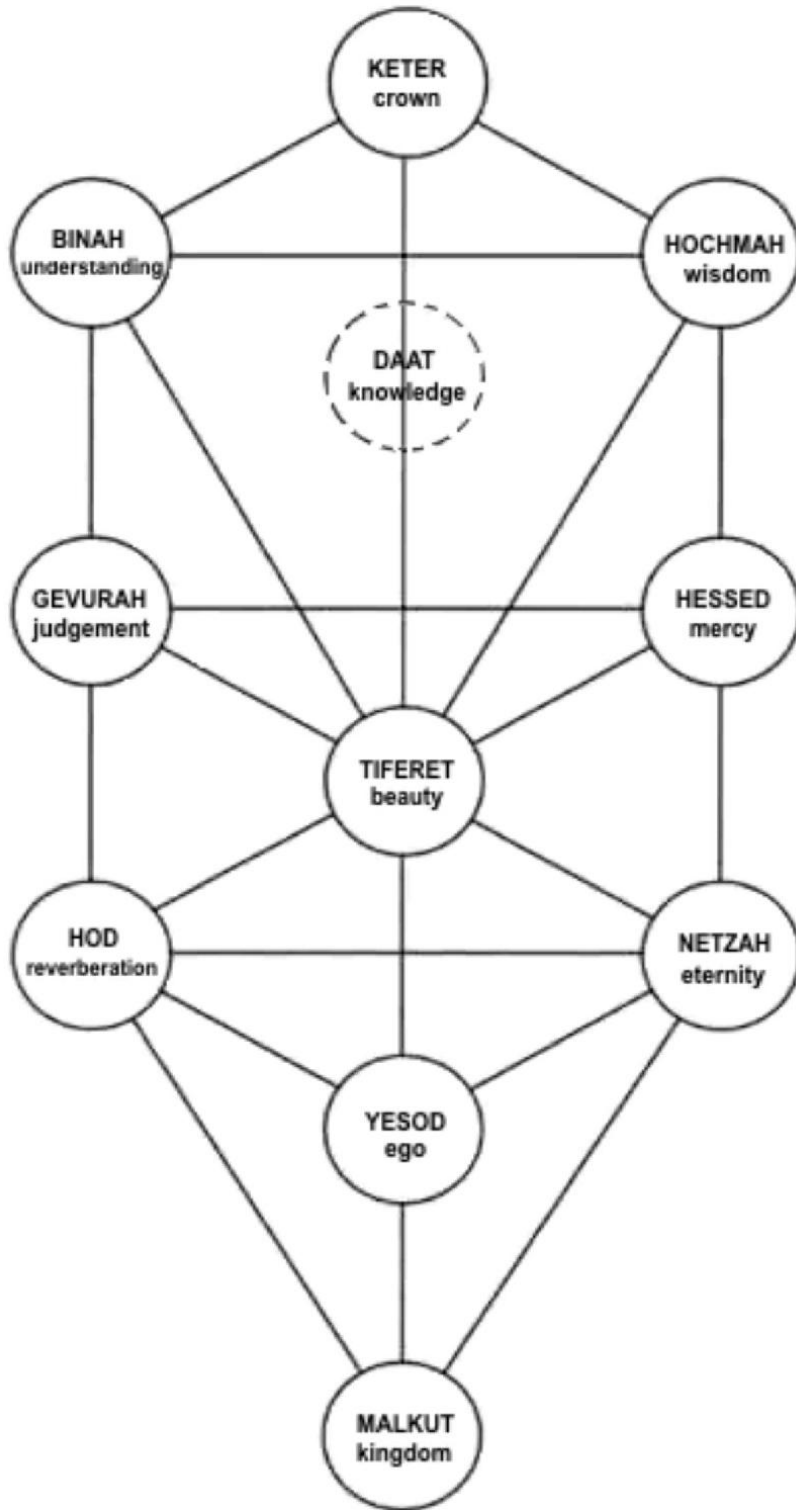 KETER
crown
BINAH
understanding
HOCHMAH
wisdom
DAAT
knowledge
GEVURAH
judgement
HESSED
mercy
TIFERET
beauty
HOD
reverberation
NETZAH
eternity
YESOD
ego
MALKUT
kingdom